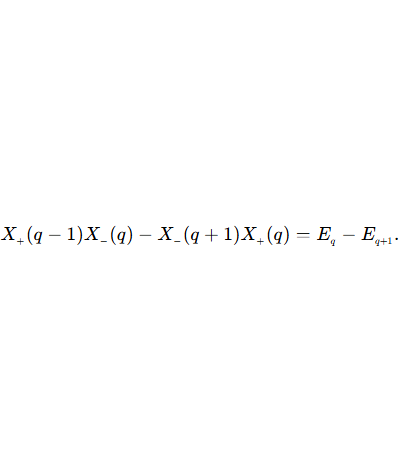 X₊(q − 1)X₋(q) − X₋(q + 1)X₊(q) = E_q − E_{q+1}.